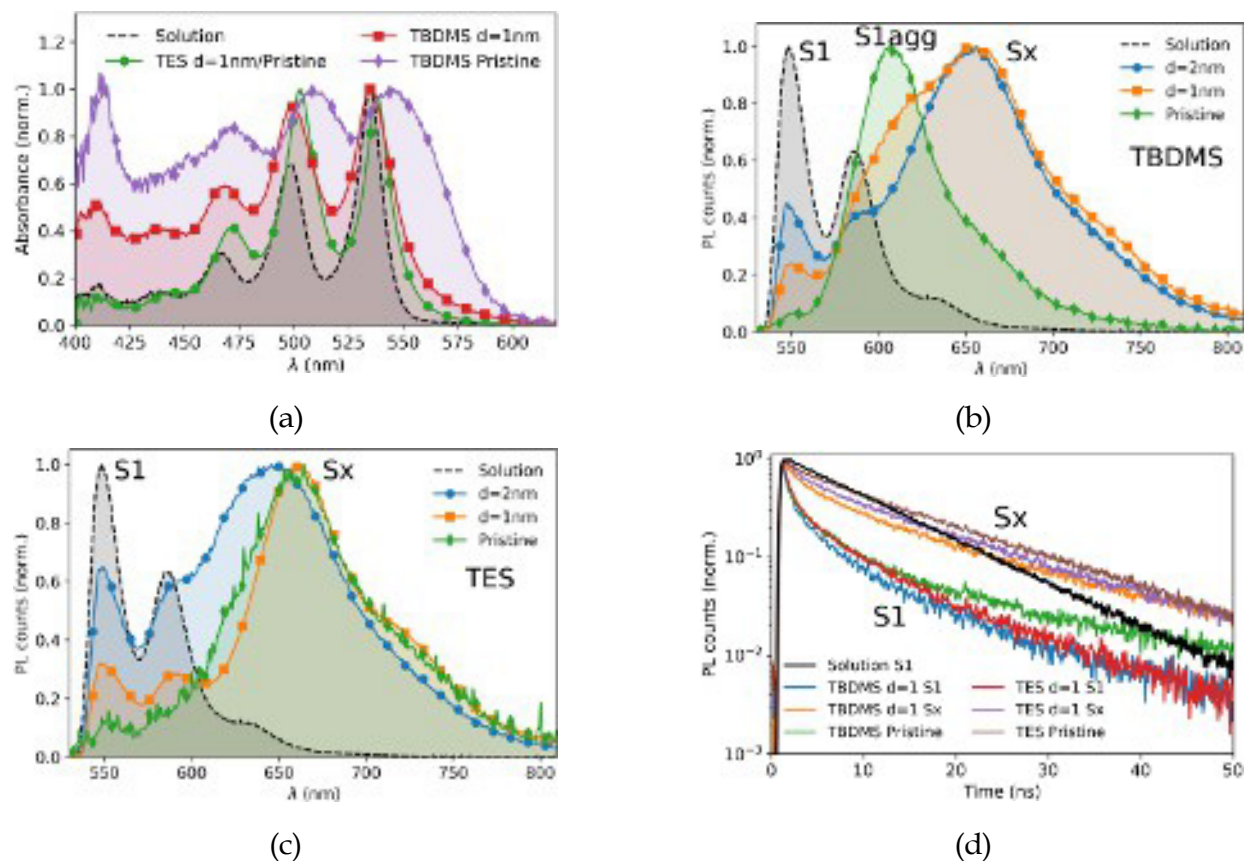 Solution
TES d=1nm/Pristine
TBDMS d=1nm
TBDMS Pristine
Absorbance (norm.)
1.2
1.0
0.8
0.6
0.4
0.2
0.0
400 425 450 475 500 525 550 575 600
λ (nm)
(a)
S1 S1agg Sx
Solution
d=2nm
d=1nm
Pristine
TBDMS
PL counts (norm.)
1.0
0.8
0.6
0.4
0.2
0.0
550 600 650 700 750 800
λ (nm)
(b)
S1 Sx
Solution
d=2nm
d=1nm
Pristine
TES
PL counts (norm.)
1.0
0.8
0.6
0.4
0.2
0.0
550 600 650 700 750 800
λ (nm)
(c)
Sx
S1
PL counts (norm.)
10⁰
10⁻¹
10⁻²
Solution S1
TBDMS d=1 S1
TBDMS d=1 Sx
TBDMS Pristine
TES d=1 S1
TES d=1 Sx
TES Pristine
0 10 20 30 40 50
Time (ns)
(d)